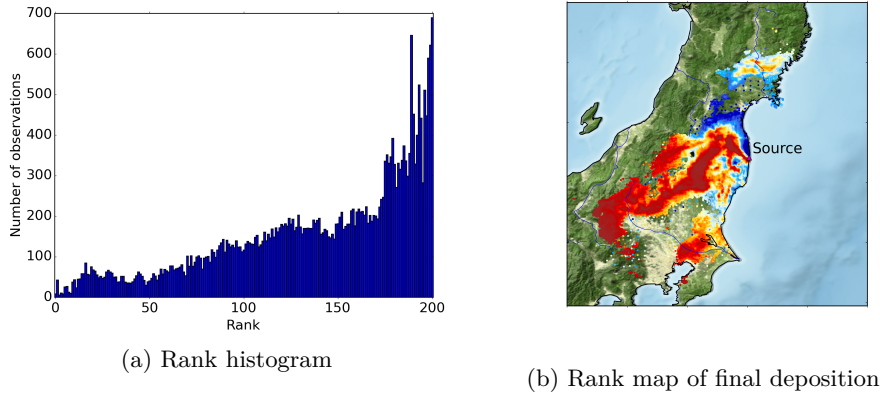 700
600
500
400
300
200
100
0
Number of observations
0 50 100 150 200
Rank
(a) Rank histogram
Source
(b) Rank map of final deposition